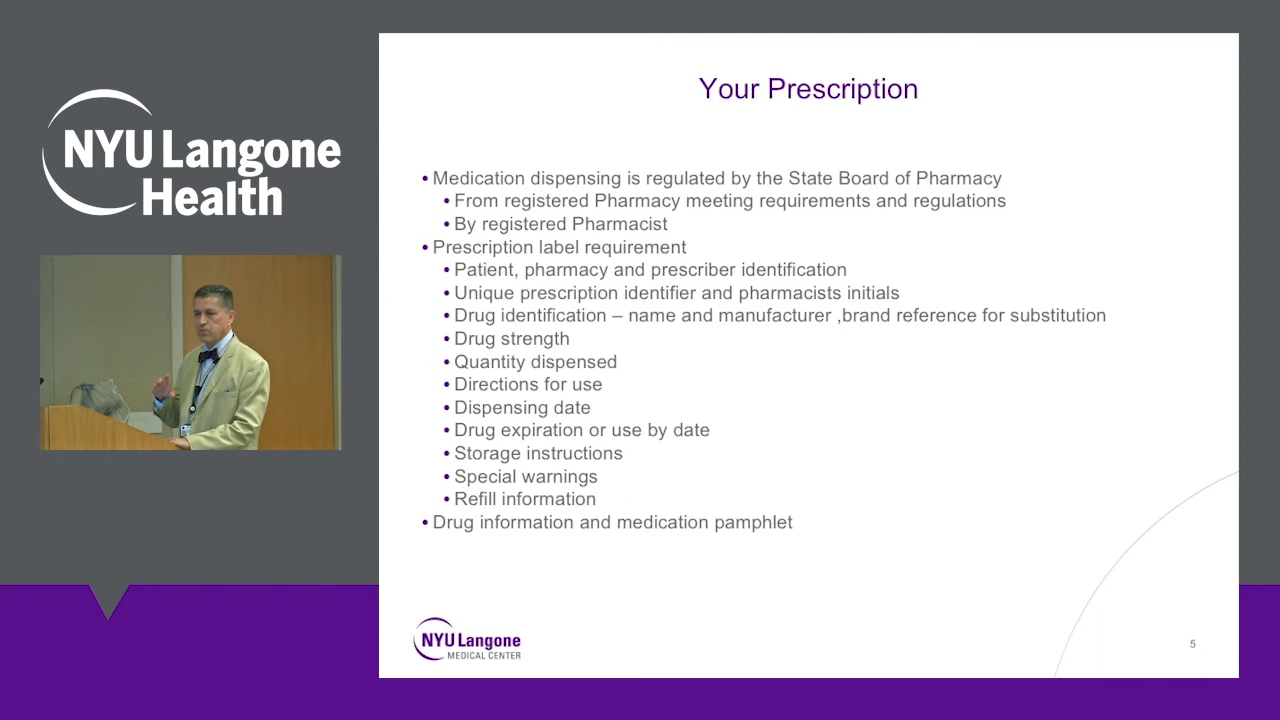 NYU Langone
Health
Your Prescription
• Medication dispensing is regulated by the State Board of Pharmacy
• From registered Pharmacy meeting requirements and regulations
• By registered Pharmacist
• Prescription label requirement
• Patient, pharmacy and prescriber identification
• Unique prescription identifier and pharmacists initials
• Drug identification – name and manufacturer ,brand reference for substitution
• Drug strength
• Quantity dispensed
• Directions for use
• Dispensing date
• Drug expiration or use by date
• Storage instructions
• Special warnings
• Refill information
• Drug information and medication pamphlet
NYU Langone
MEDICAL CENTER
5